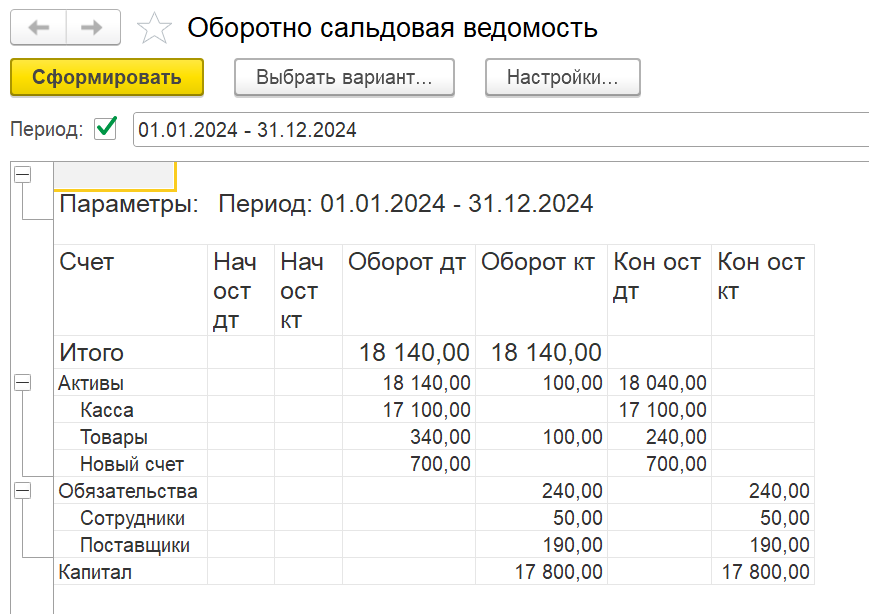 Оборотно сальдовая ведомость
Сформировать Выбрать вариант... Настройки...
Период: 01.01.2024 - 31.12.2024
Параметры: Период: 01.01.2024 - 31.12.2024
Счет Нач ост дт Нач ост кт Оборот дт Оборот кт Кон ост дт Кон ост кт
Итого 18 140,00 18 140,00
Активы 18 140,00 100,00 18 040,00
Касса 17 100,00 17 100,00
Товары 340,00 100,00 240,00
Новый счет 700,00 700,00
Обязательства 240,00 240,00
Сотрудники 50,00 50,00
Поставщики 190,00 190,00
Капитал 17 800,00 17 800,00